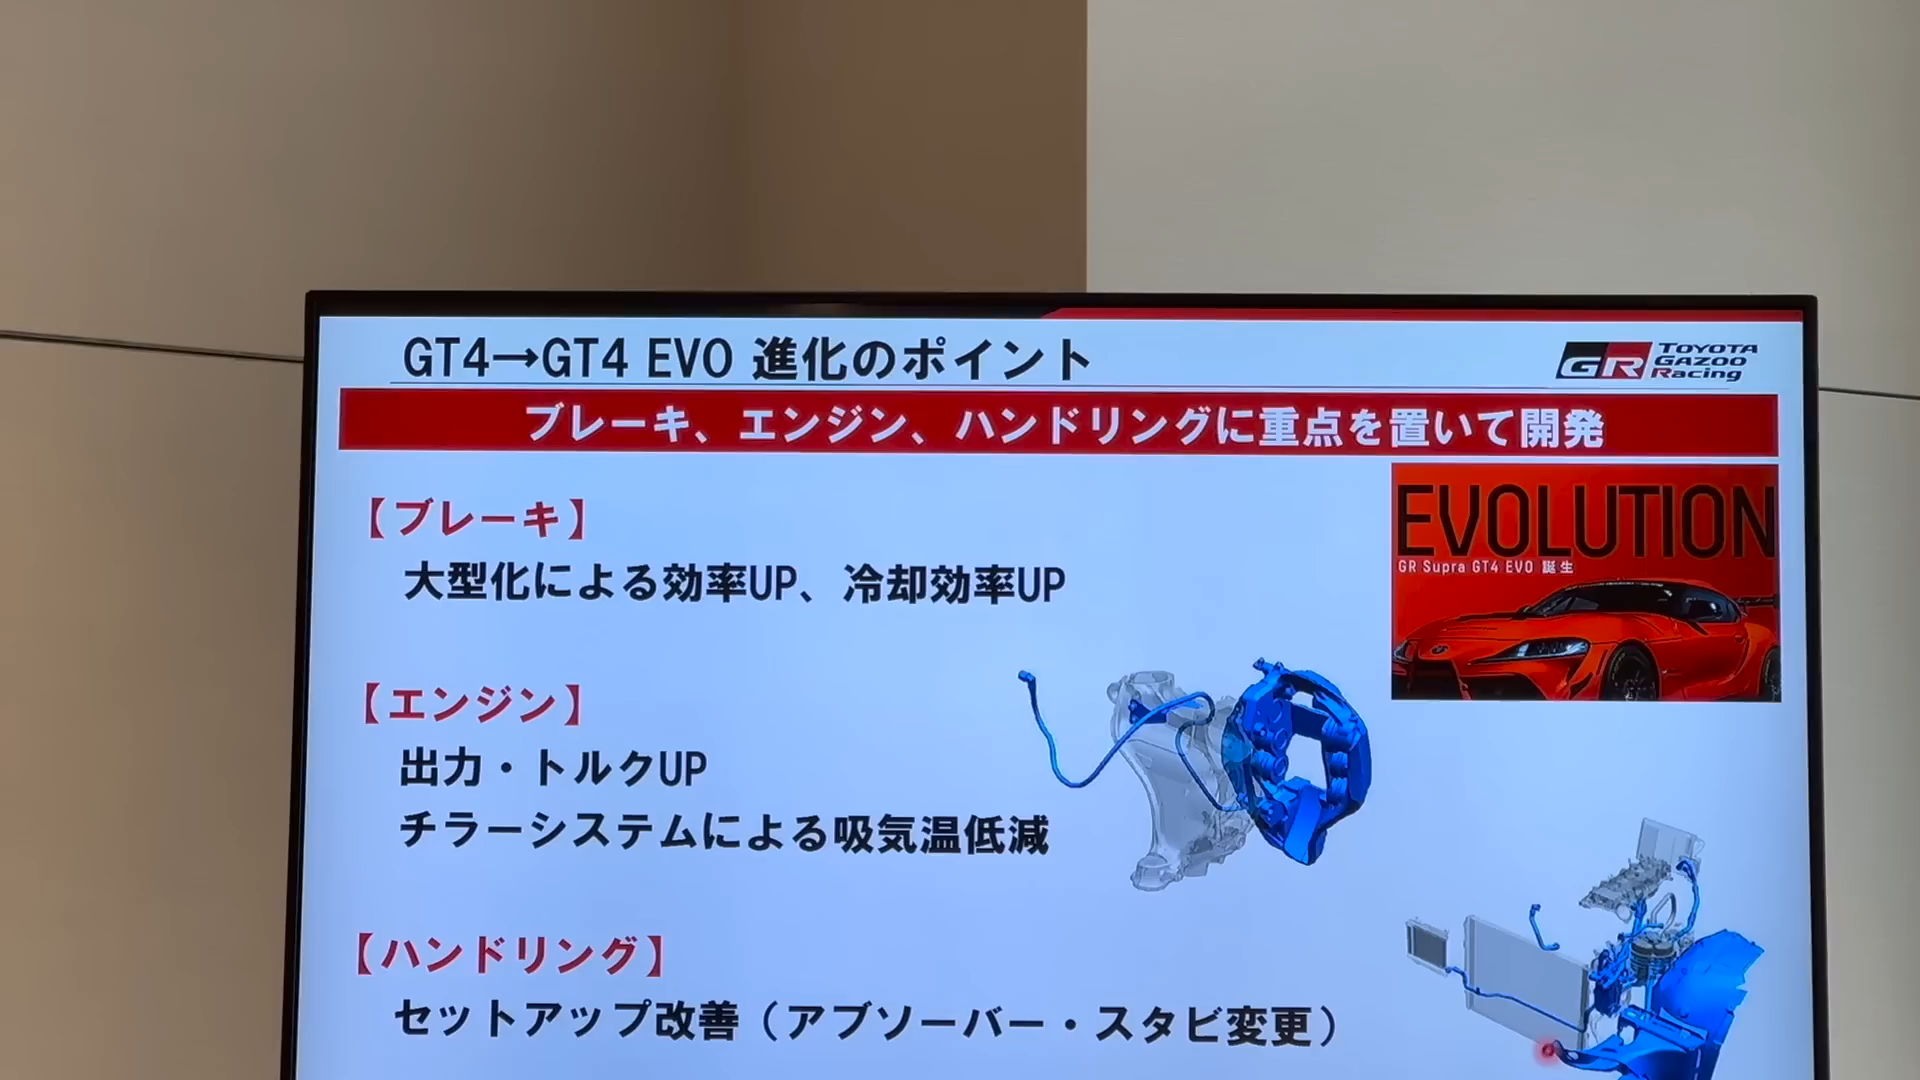 GT4→GT4 EVO 進化のポイント
GR TOYOTA
GAZOO
Racing
ブレーキ、エンジン、ハンドリングに重点を置いて開発
【ブレーキ】
大型化による効率UP、冷却効率UP
EVOLUTION
GR Supra GT4 EVO 誕生
【エンジン】
出力・トルクUP
チラーシステムによる吸気温低減
【ハンドリング】
セットアップ改善（アブソーバー・スタビ変更）